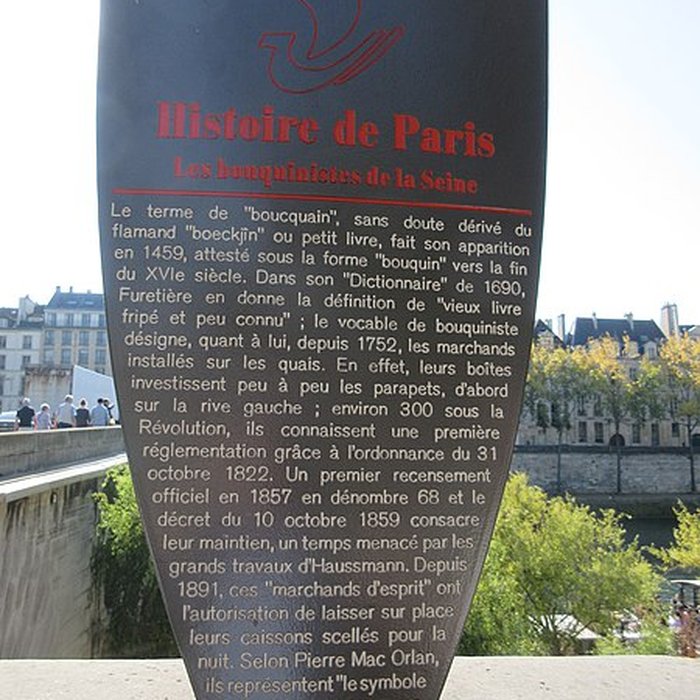 Histoire de Paris
Les bouquinistes de la Seine
Le terme de "boucquain", sans doute dérivé du
flamand "boeckjîn" ou petit livre, fait son apparition
en 1459, attesté sous la forme "bouquin" vers la fin
du XVIe siècle. Dans son "Dictionnaire" de 1690,
Furetière en donne la définition de "vieux livre
fripé et peu connu" ; le vocable de bouquiniste
désigne, quant à lui, depuis 1752, les marchands
installés sur les quais. En effet, leurs boîtes
investissent peu à peu les parapets, d'abord
sur la rive gauche ; environ 300 sous la
Révolution, ils connaissent une première
réglementation grâce à l'ordonnance du 31
octobre 1822. Un premier recensement
officiel en 1857 en dénombre 68 et le
décret du 10 octobre 1859 consacre
leur maintien, un temps menacé par les
grands travaux d'Haussmann. Depuis
1891, ces "marchands d'esprit" ont
l'autorisation de laisser sur place
leurs caissons scellés pour la
nuit. Selon Pierre Mac Orlan,
ils représentent "le symbole